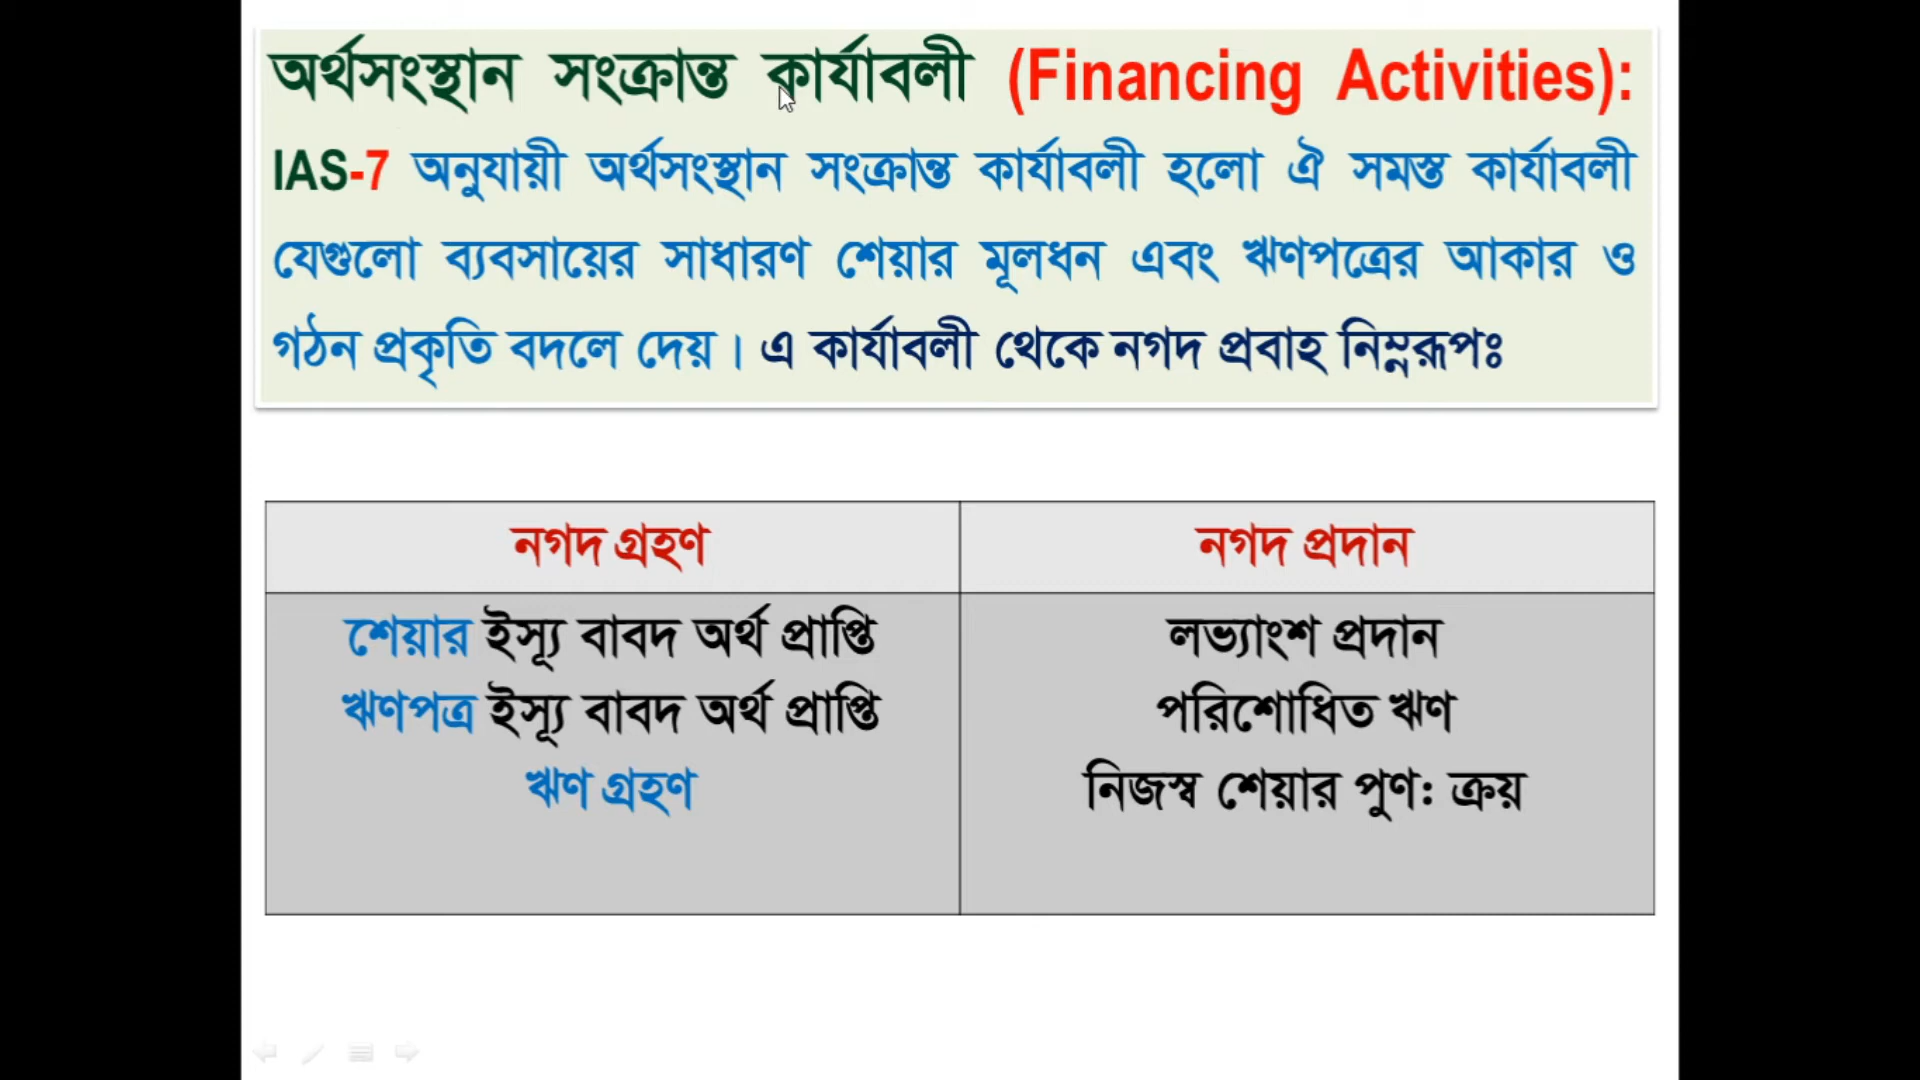 অর্থসংস্থান সংক্রান্ত কার্যাবলী (Financing Activities):
IAS-7 অনুযায়ী অর্থসংস্থান সংক্রান্ত কার্যাবলী হলো ঐ সমস্ত কার্যাবলী
যেগুলো ব্যবসায়ের সাধারণ শেয়ার মূলধন এবং ঋণপত্রের আকার ও
গঠন প্রকৃতি বদলে দেয়। এ কার্যাবলী থেকে নগদ প্রবাহ নিম্নরূপঃ
নগদ গ্রহণ
নগদ প্রদান
শেয়ার ইস্যূ বাবদ অর্থ প্রাপ্তি
ঋণপত্র ইস্যূ বাবদ অর্থ প্রাপ্তি
ঋণ গ্রহণ
লভ্যাংশ প্রদান
পরিশোধিত ঋণ
নিজস্ব শেয়ার পুণ: ক্রয়